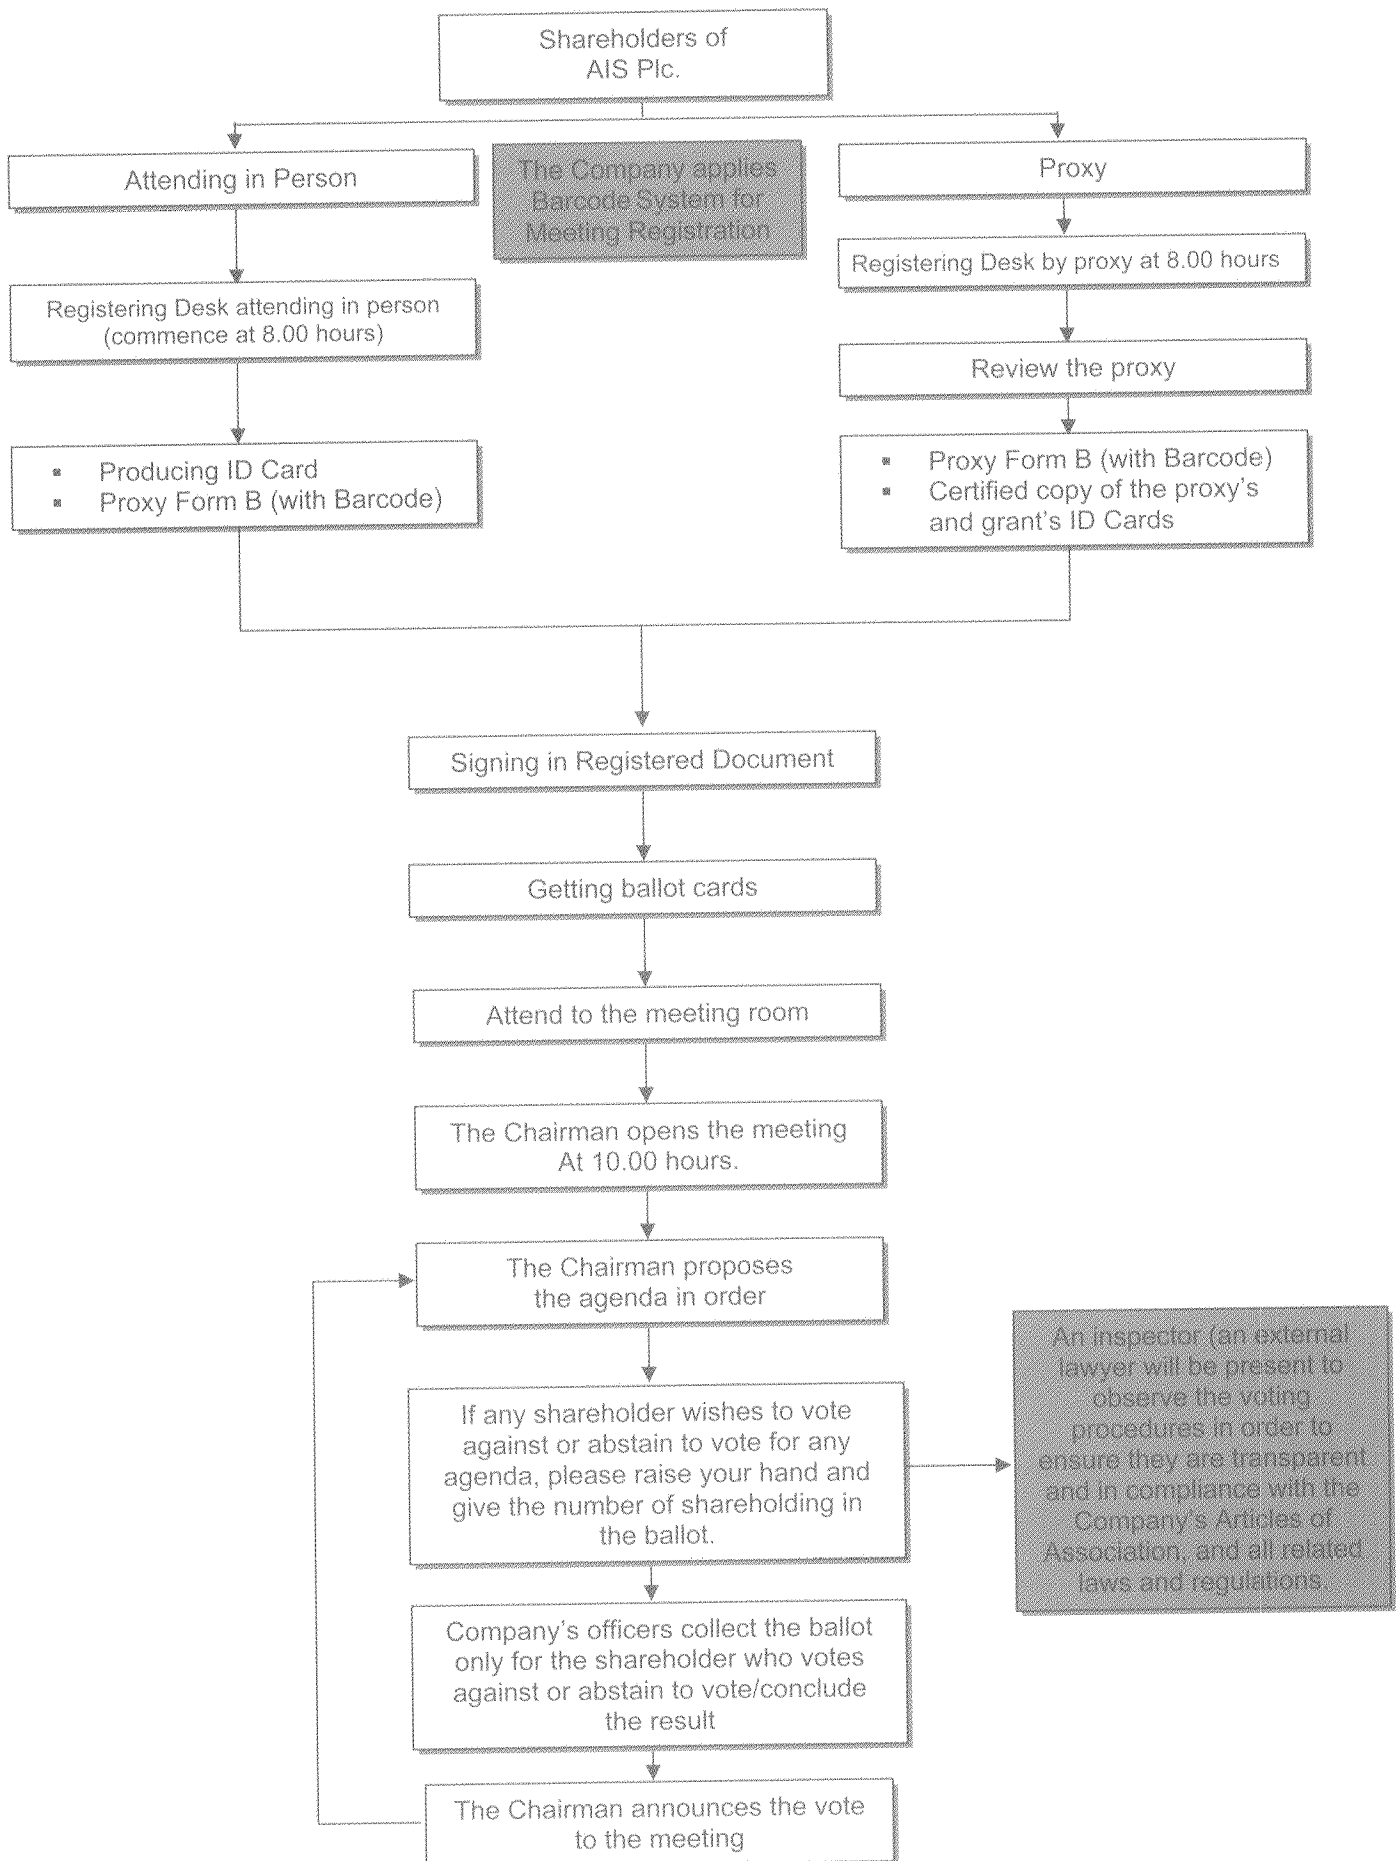 Shareholders of
AIS Plc.
Attending in Person
The Company applies
Barcode System for
Meeting Registration
Proxy
Registering Desk attending in person
(commence at 8.00 hours)
Registering Desk by proxy at 8.00 hours
Review the proxy
▪ Producing ID Card
▪ Proxy Form B (with Barcode)
▪ Proxy Form B (with Barcode)
▪ Certified copy of the proxy's
and grant's ID Cards
Signing in Registered Document
Getting ballot cards
Attend to the meeting room
The Chairman opens the meeting
At 10.00 hours.
The Chairman proposes
the agenda in order
If any shareholder wishes to vote
against or abstain to vote for any
agenda, please raise your hand and
give the number of shareholding in
the ballot.
An inspector (an external
lawyer will be present to
observe the voting
procedures in order to
ensure they are transparent
and in compliance with the
Company's Articles of
Association, and all related
laws and regulations.
Company's officers collect the ballot
only for the shareholder who votes
against or abstain to vote/conclude
the result
The Chairman announces the vote
to the meeting